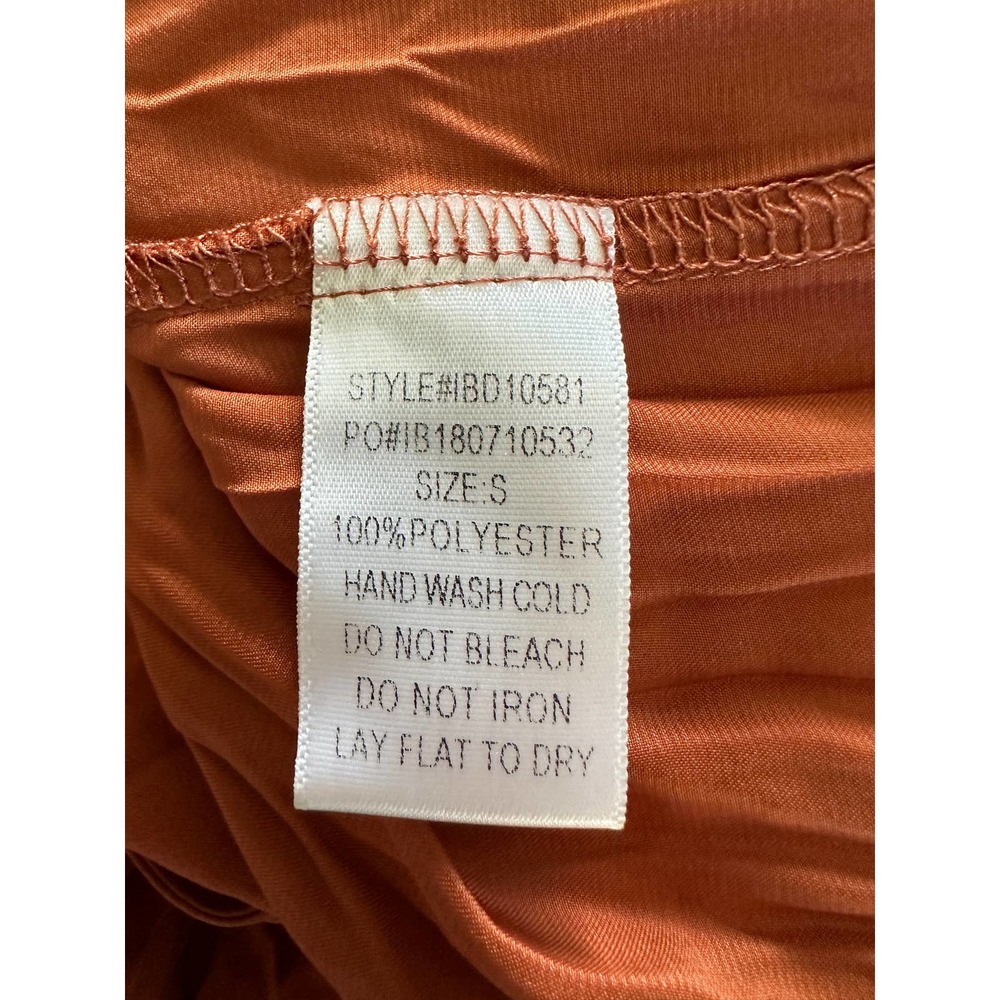 STYLE#IBD10581
PO#IB180710532
SIZE:S
100%POLYESTER
HAND WASH COLD
DO NOT BLEACH
DO NOT IRON
LAY FLAT TO DRY